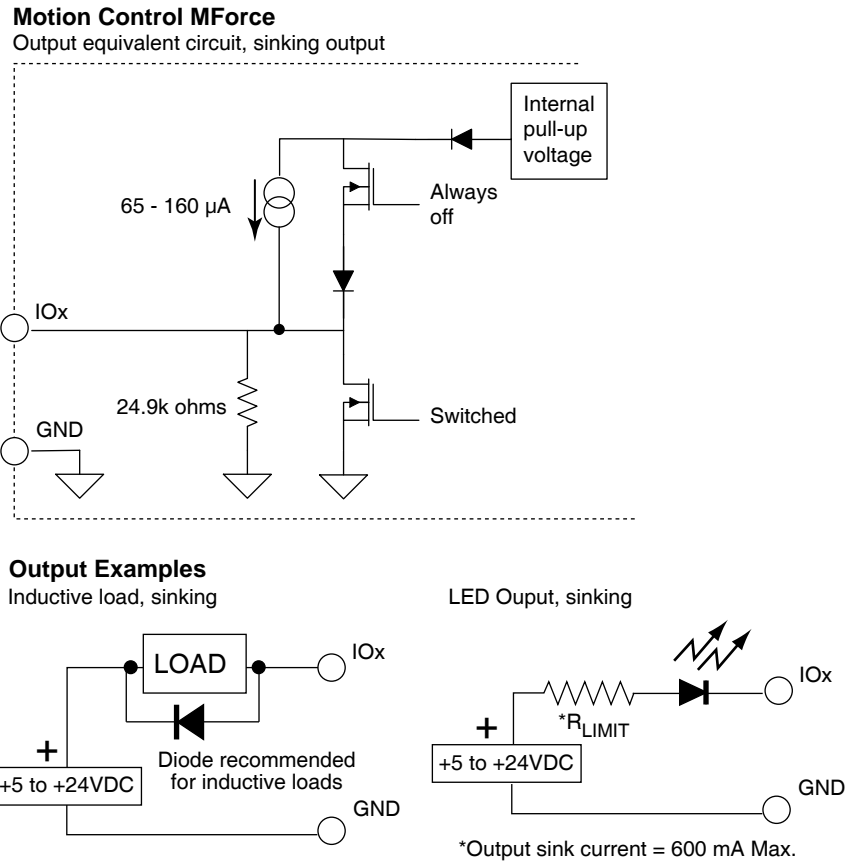 Motion Control MForce
Output equivalent circuit, sinking output
Internal
pull-up
voltage
65 - 160 µA
Always
off
IOx
24.9k ohms
GND
Switched
Output Examples
Inductive load, sinking
LOAD
IOx
+
Diode recommended
for inductive loads
+5 to +24VDC
GND
LED Ouput, sinking
IOx
*RLIMIT
+
+5 to +24VDC
GND
*Output sink current = 600 mA Max.